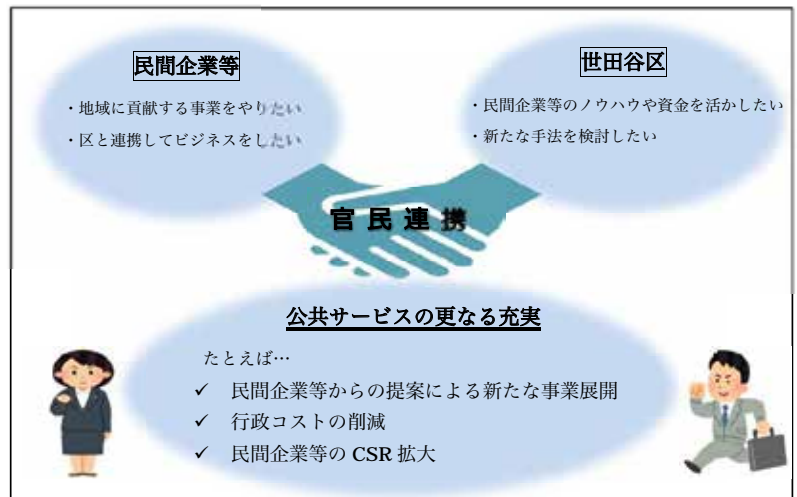 民間企業等
・地域に貢献する事業をやりたい
・区と連携してビジネスをしたい
世田谷区
・民間企業等のノウハウや資金を活かしたい
・新たな手法を検討したい
官民連携
公共サービスの更なる充実
たとえば…
✓ 民間企業等からの提案による新たな事業展開
✓ 行政コストの削減
✓ 民間企業等の CSR 拡大